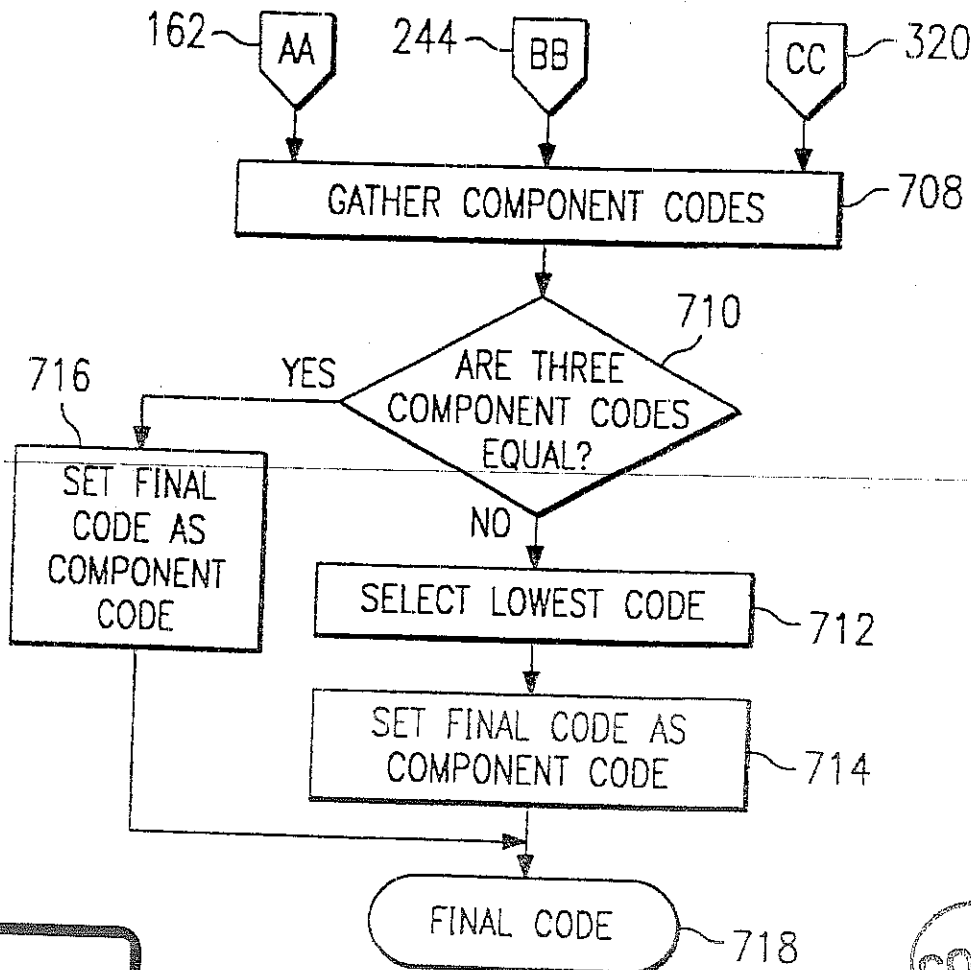 162 AA 244 BB CC 320
GATHER COMPONENT CODES 708
710
ARE THREE
COMPONENT CODES
EQUAL?
YES
NO
716
SET FINAL
CODE AS
COMPONENT
CODE
SELECT LOWEST CODE 712
SET FINAL CODE AS
COMPONENT CODE
714
FINAL CODE 718